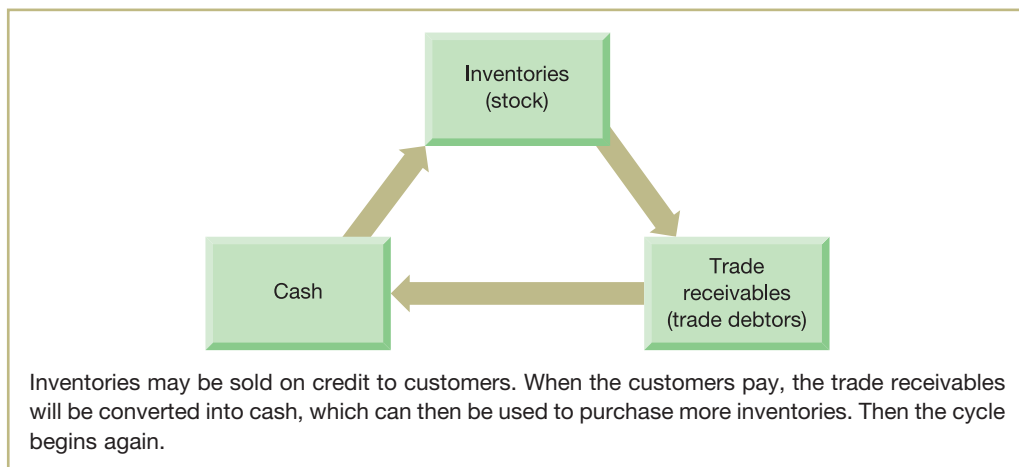 Inventories
(stock)
Cash
Trade
receivables
(trade debtors)
Inventories may be sold on credit to customers. When the customers pay, the trade receivables
will be converted into cash, which can then be used to purchase more inventories. Then the cycle
begins again.